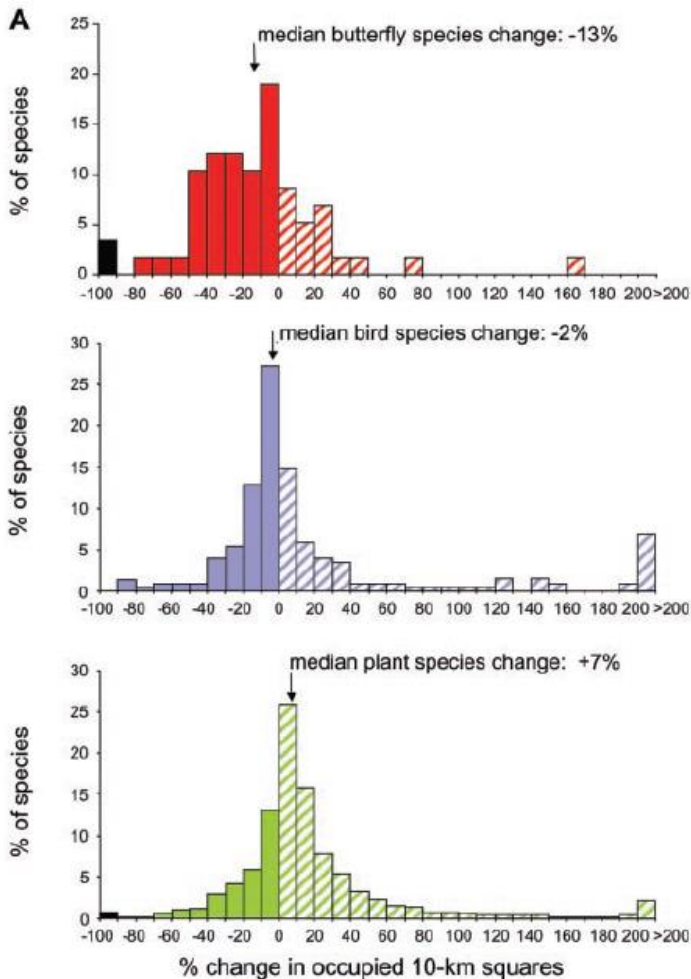 A
median butterfly species change: -13%
% of species
25
20
15
10
5
0
-100 -80 -60 -40 -20 0 20 40 60 80 100 120 140 160 180 200 >200
median bird species change: -2%
% of species
30
25
20
15
10
5
0
-100 -80 -60 -40 -20 0 20 40 60 80 100 120 140 160 180 200 >200
median plant species change: +7%
% of species
30
25
20
15
10
5
0
-100 -80 -60 -40 -20 0 20 40 60 80 100 120 140 160 180 200 >200
% change in occupied 10-km squares